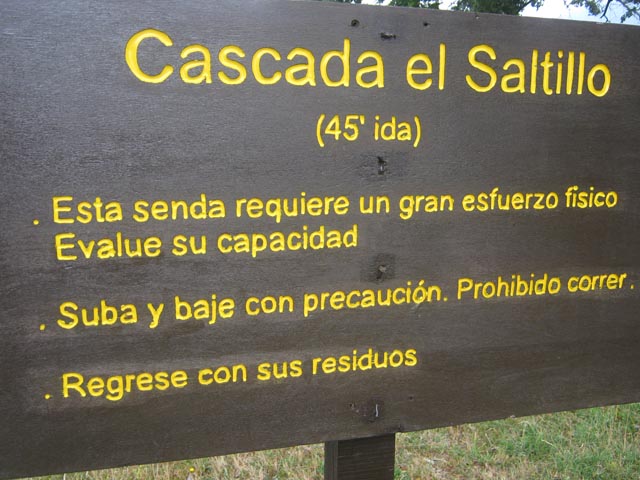 Cascada el Saltillo
(45' ida)
. Esta senda requiere un gran esfuerzo fisico
Evalue su capacidad
. Suba y baje con precaución. Prohibido correr.
. Regrese con sus residuos